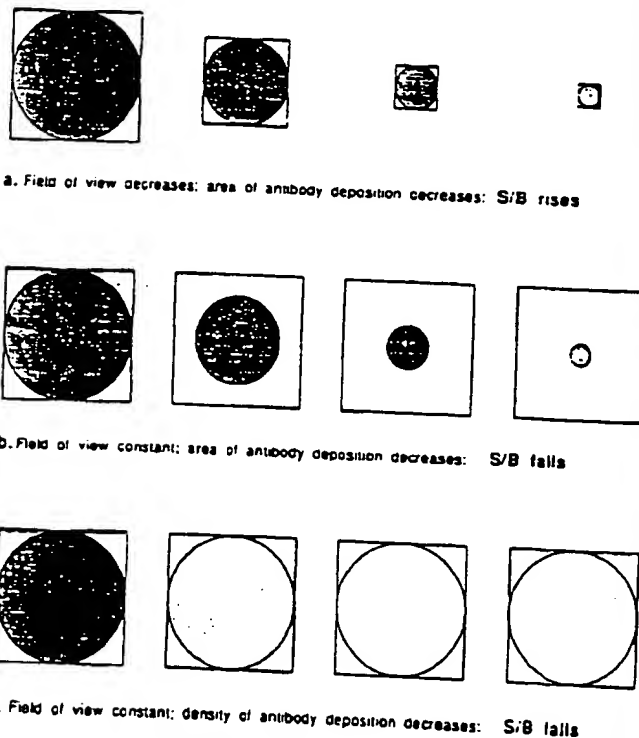 a. Field of view decreases; area of antibody deposition decreases: S/B rises
b. Field of view constant; area of antibody deposition decreases: S/B falls
. Field of view constant; density of antibody deposition decreases: S/B falls